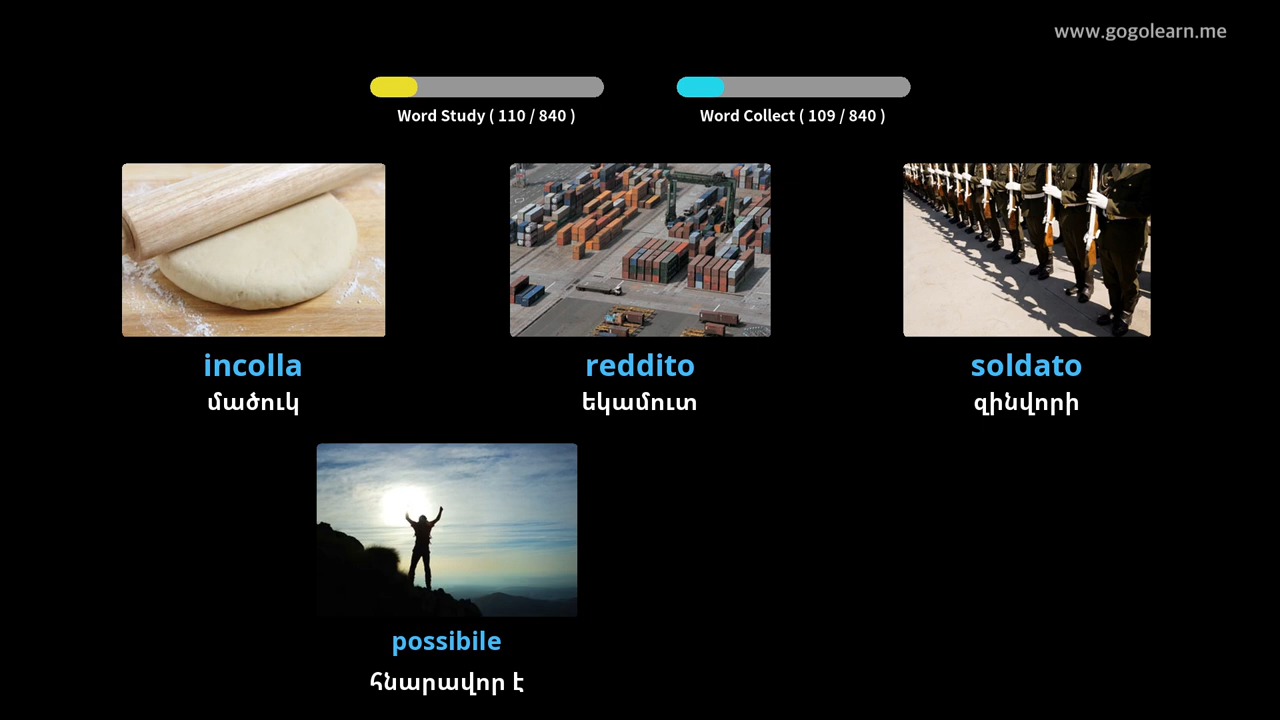 www.gogolearn.me
Word Study ( 110 / 840 )
Word Collect ( 109 / 840 )
incolla
մածուկ
reddito
եկամուտ
soldato
զինվորի
possibile
հնարավոր է